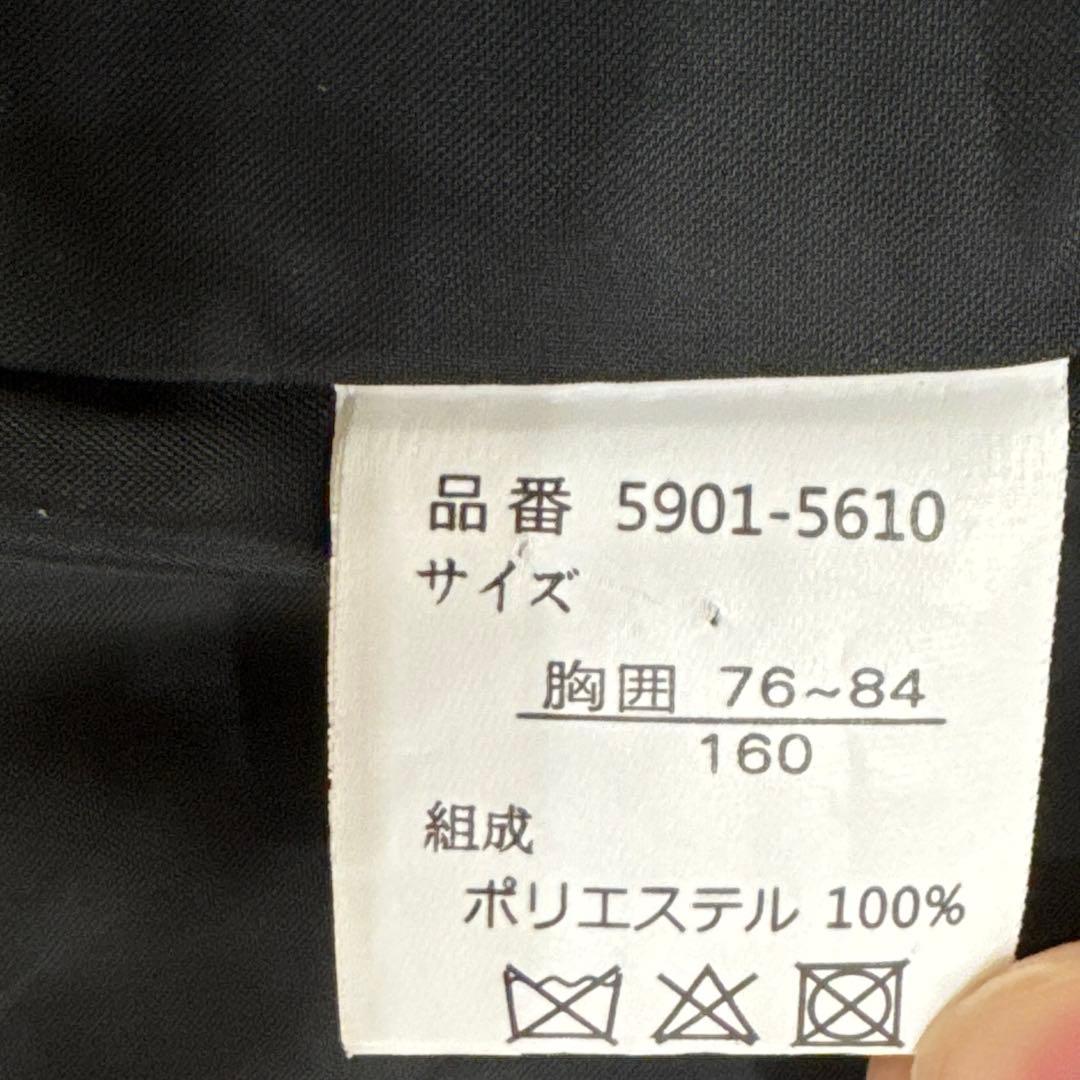 品番 5901-5610
サイズ
胸囲 76~84
160
組成
ポリエステル 100%